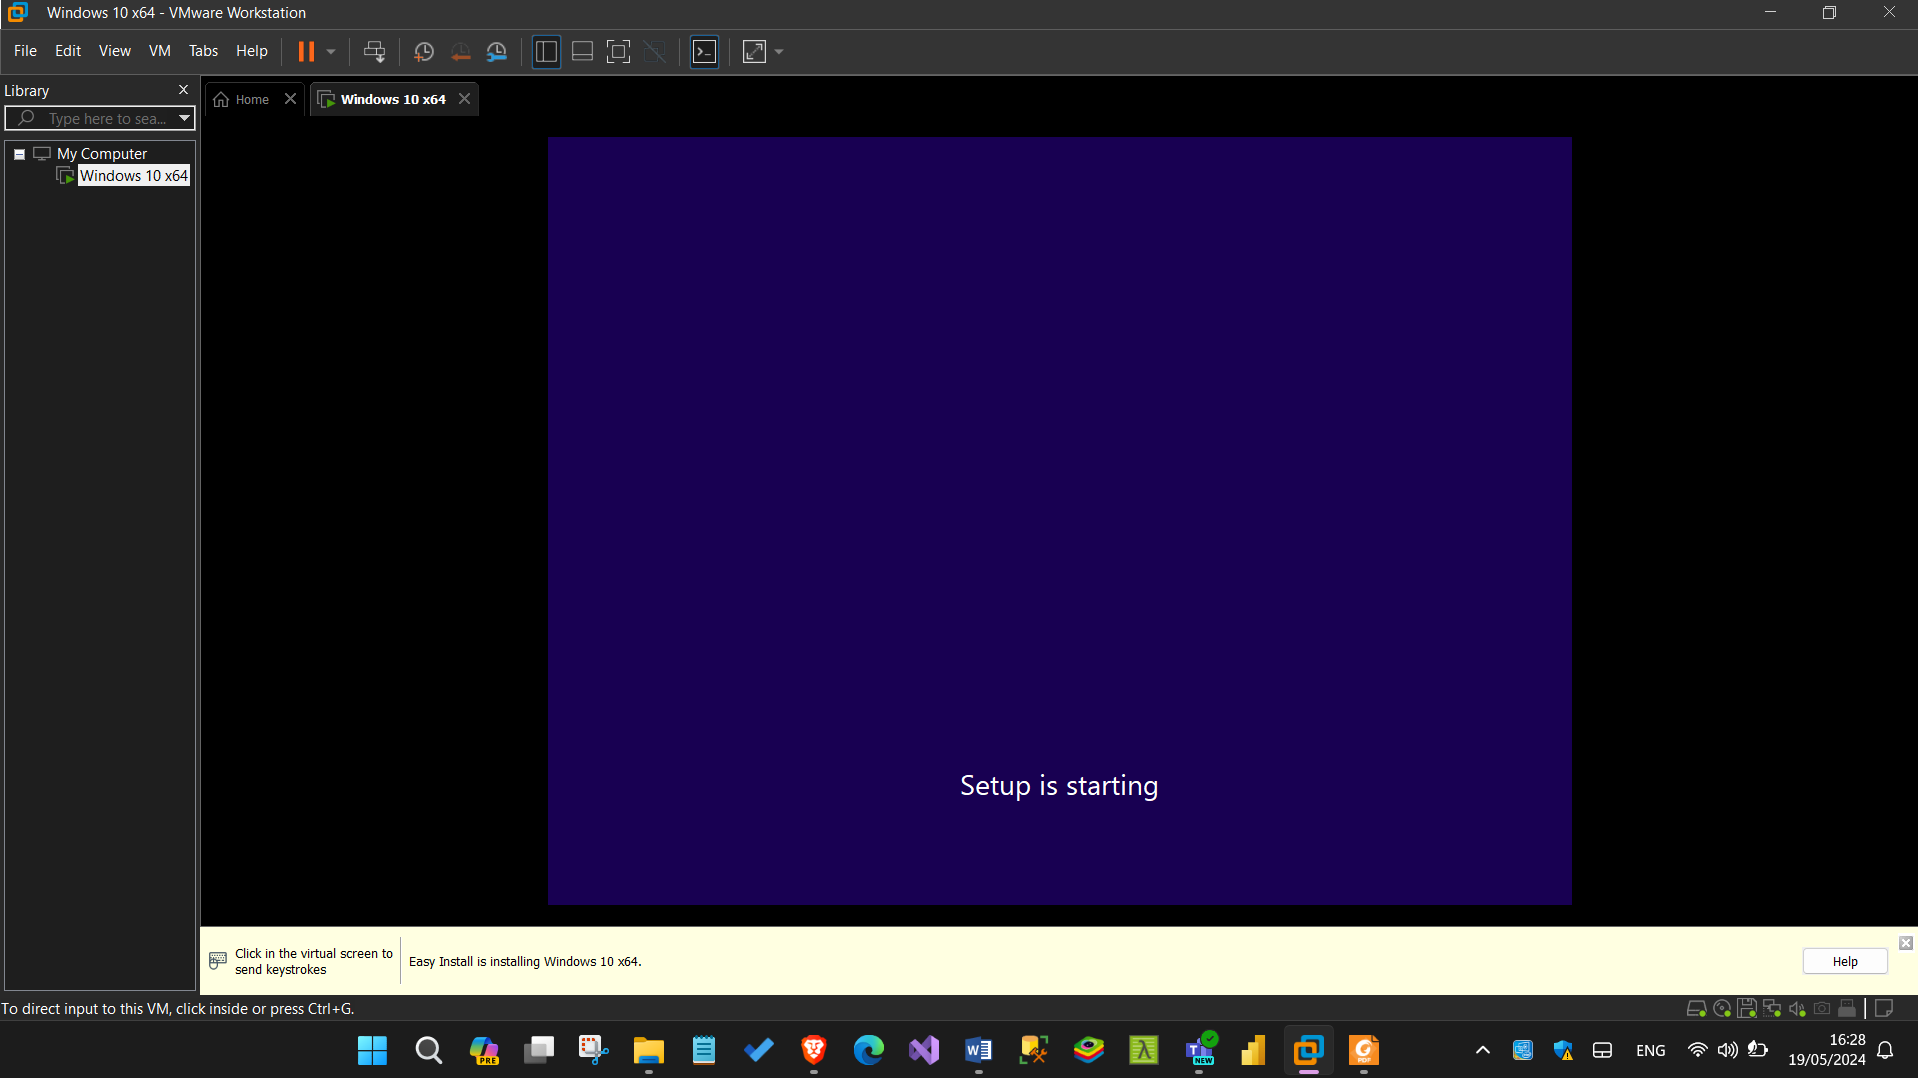 Windows 10 x64 - VMware Workstation
File Edit View VM Tabs Help
Library
Type here to sea...
Home
Windows 10 x64
My Computer
Windows 10 x64
Setup is starting
Click in the virtual screen to
send keystrokes
Easy Install is installing Windows 10 x64.
Help
To direct input to this VM, click inside or press Ctrl+G.
PRE
NEW
PDF
ENG
16:28
19/05/2024